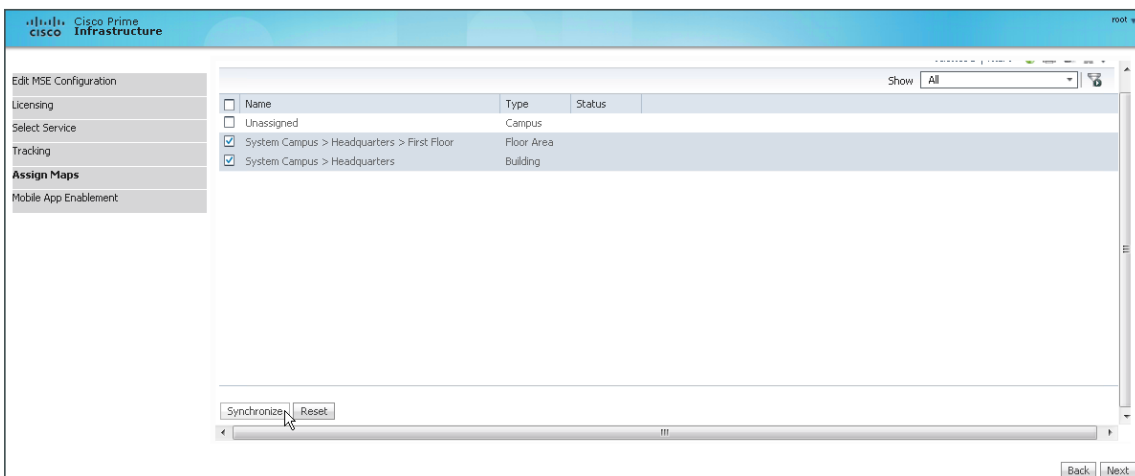 Cisco Prime
CISCO Infrastructure
root
Edit MSE Configuration
Licensing
Select Service
Tracking
Assign Maps
Mobile App Enablement
Show All
Name Type Status
Unassigned Campus
System Campus > Headquarters > First Floor Floor Area
System Campus > Headquarters Building
Synchronize Reset
Back Next